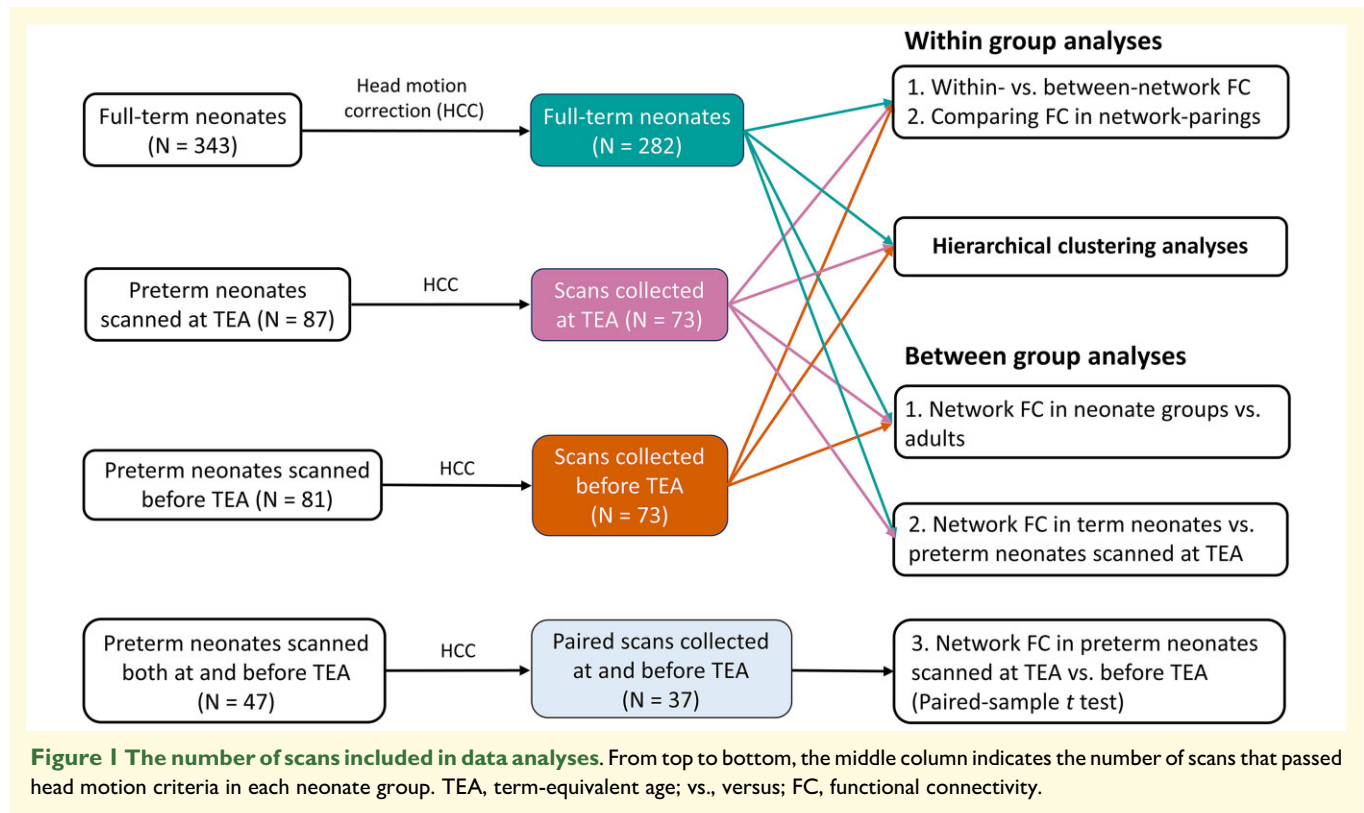 Within group analyses
Full-term neonates
(N = 343)
Head motion
correction (HCC)
Full-term neonates
(N = 282)
1. Within- vs. between-network FC
2. Comparing FC in network-parings
Preterm neonates
scanned at TEA (N = 87)
HCC
Scans collected
at TEA (N = 73)
Hierarchical clustering analyses
Between group analyses
Preterm neonates scanned
before TEA (N = 81)
HCC
Scans collected
before TEA
(N = 73)
1. Network FC in neonate groups vs.
adults
2. Network FC in term neonates vs.
preterm neonates scanned at TEA
Preterm neonates scanned
both at and before TEA
(N = 47)
HCC
Paired scans collected
at and before TEA
(N = 37)
3. Network FC in preterm neonates
scanned at TEA vs. before TEA
(Paired-sample t test)
Figure 1 The number of scans included in data analyses. From top to bottom, the middle column indicates the number of scans that passed
head motion criteria in each neonate group. TEA, term-equivalent age; vs., versus; FC, functional connectivity.